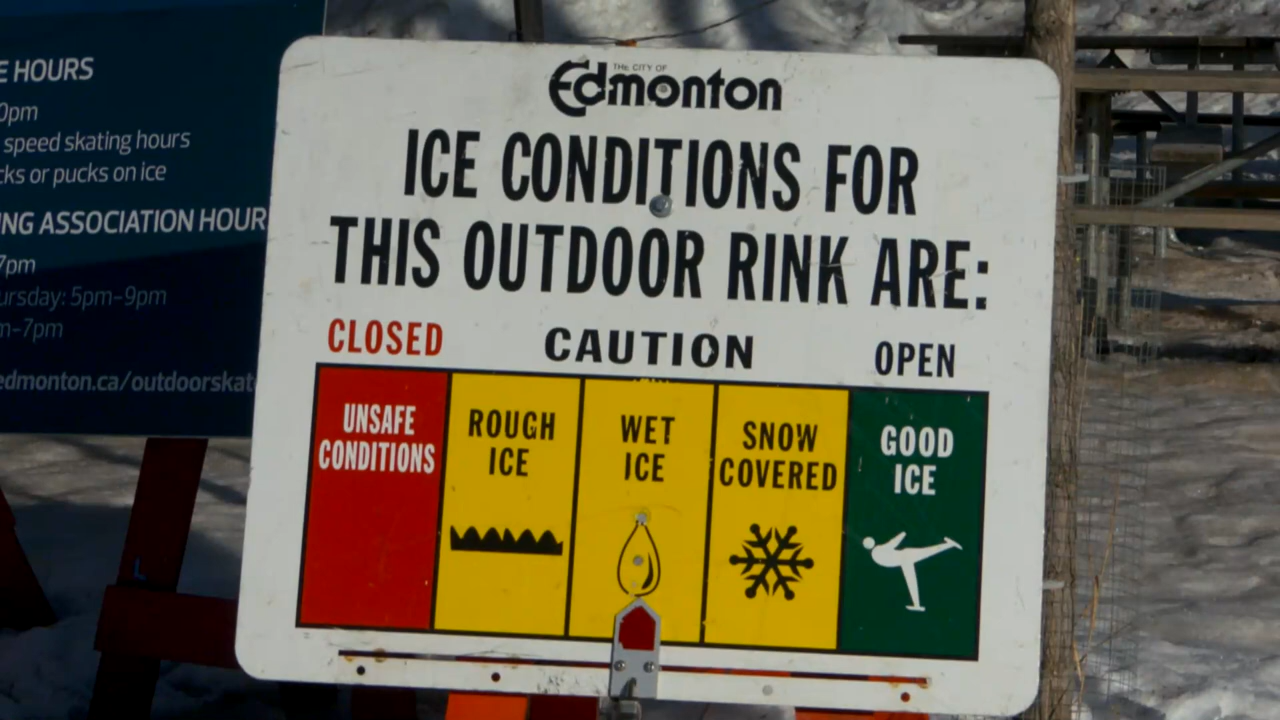 E HOURS
0pm
speed skating hours
cks or pucks on ice
NG ASSOCIATION HOUR
7pm
ursday: 5pm-9pm
m-7pm
edmonton.ca/outdoorskat
THE CITY OF
Edmonton
ICE CONDITIONS FOR
THIS OUTDOOR RINK ARE:
CLOSED CAUTION OPEN
UNSAFE
CONDITIONS
ROUGH
ICE
WET
ICE
SNOW
COVERED
GOOD
ICE